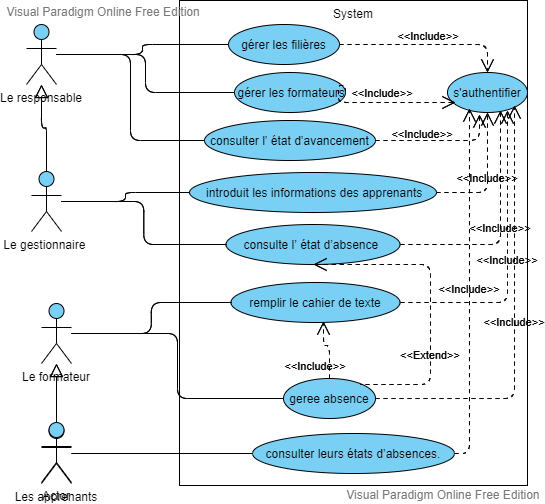 Visual Paradigm Online Free Edition
System
gérer les filières
<<Include>>
Le responsable
gérer les formateurs
<<Include>>
s'authentifier
consulter l' état d'avancement
<<Include>>
introduit les informations des apprenants
<<Include>>
Le gestionnaire
consulte l' état d'absence
<<Include>>
<<Include>>
remplir le cahier de texte
<<Include>>
<<Include>>
<<Extend>>
<<Include>>
Le formateur
geree absence
consulter leurs états d'absences.
Les apprenants
Visual Paradigm Online Free Edition